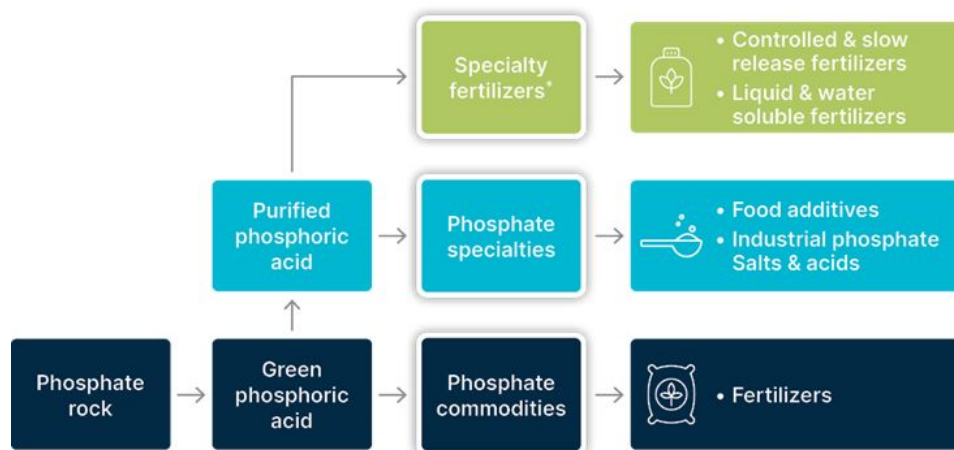 Specialty
fertilizers*
• Controlled & slow
release fertilizers
• Liquid & water
soluble fertilizers
Purified
phosphoric
acid
Phosphate
specialties
• Food additives
• Industrial phosphate
Salts & acids
Phosphate
rock
Green
phosphoric
acid
Phosphate
commodities
• Fertilizers